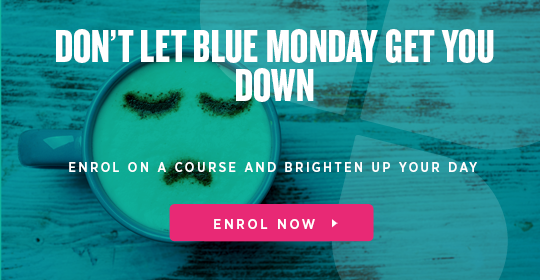 DON'T LET BLUE MONDAY GET YOU
DOWN
ENROL ON A COURSE AND BRIGHTEN UP YOUR DAY
ENROL NOW